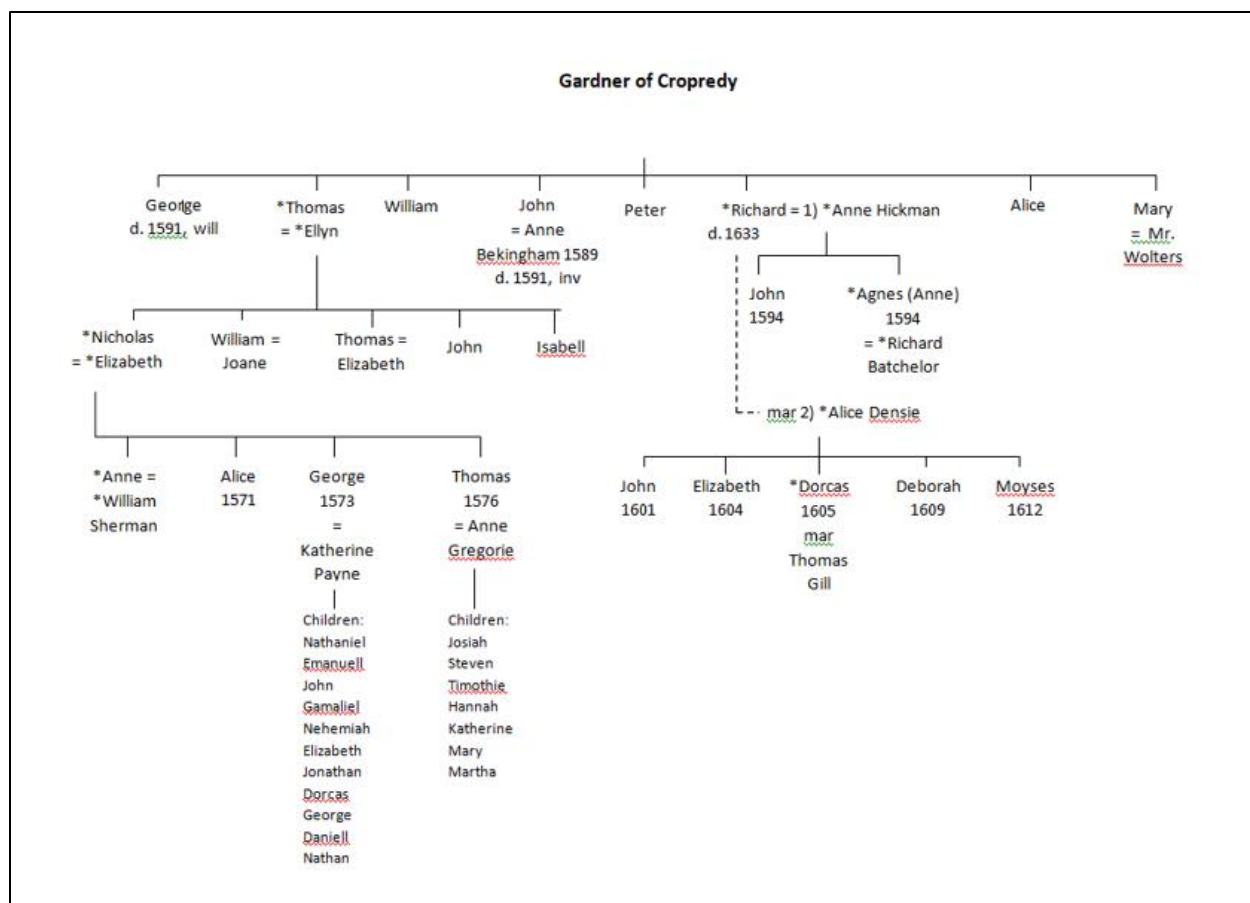 Gardner of Cropredy
George
d. 1591, will
*Thomas
= *Ellyn
William
John
= Anne
Bekingham 1589
d. 1591, inv
Peter
*Richard = 1) *Anne Hickman
d. 1633
Alice
Mary
= Mr.
Wolters
John
1594
*Agnes (Anne)
1594
= *Richard
Batchelor
*Nicholas
= *Elizabeth
William =
Joane
Thomas =
Elizabeth
John
Isabell
mar 2) *Alice Densie
*Anne =
*William
Sherman
Alice
1571
George
1573
=
Katherine
Payne
Thomas
1576
= Anne
Gregorie
John
1601
Elizabeth
1604
*Dorcas
1605
mar
Thomas
Gill
Deborah
1609
Moyses
1612
Children:
Nathaniel
Emanuell
John
Gamaliel
Nehemiah
Elizabeth
Jonathan
Dorcas
George
Daniell
Nathan
Children:
Josiah
Steven
Timothie
Hannah
Katherine
Mary
Martha